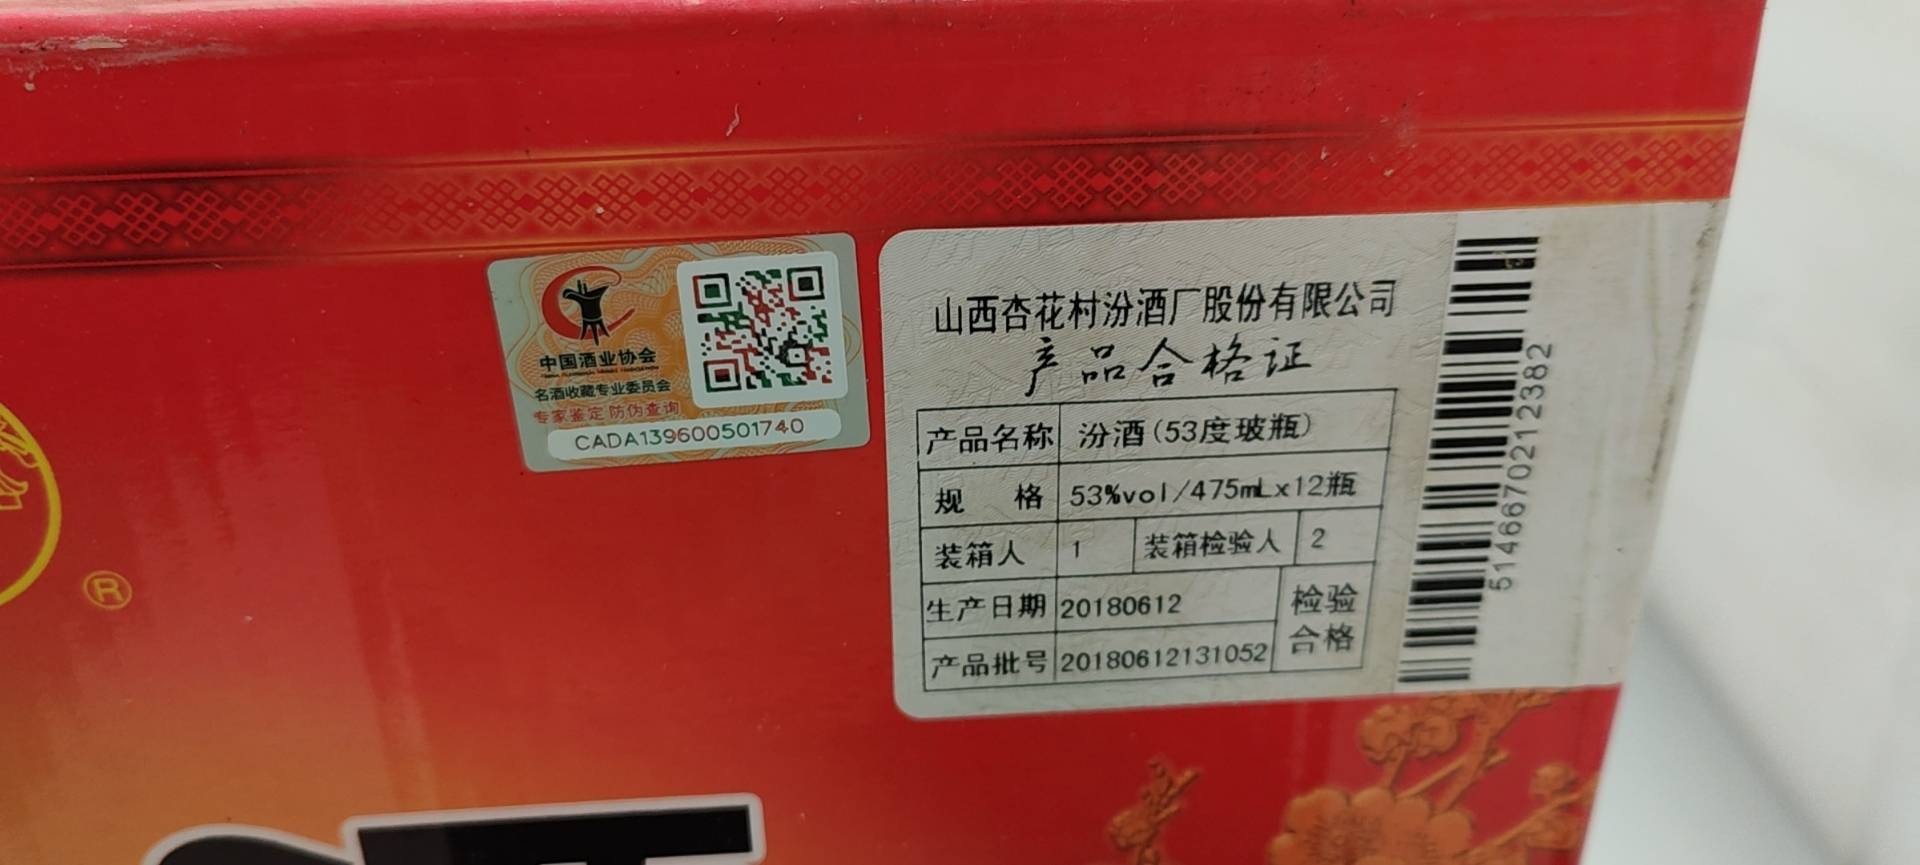 中国酒业协会
名酒收藏专业委员会
专家鉴定 防伪查询
CADA139600501740
山西杏花村汾酒厂股份有限公司
产品合格证
产品名称 汾酒(53度玻瓶)
规 格 53%vol/475mLx12瓶
装箱人 1 装箱检验人 2
生产日期 20180612 检验
产品批号 20180612131052 合格
5146670212382
®